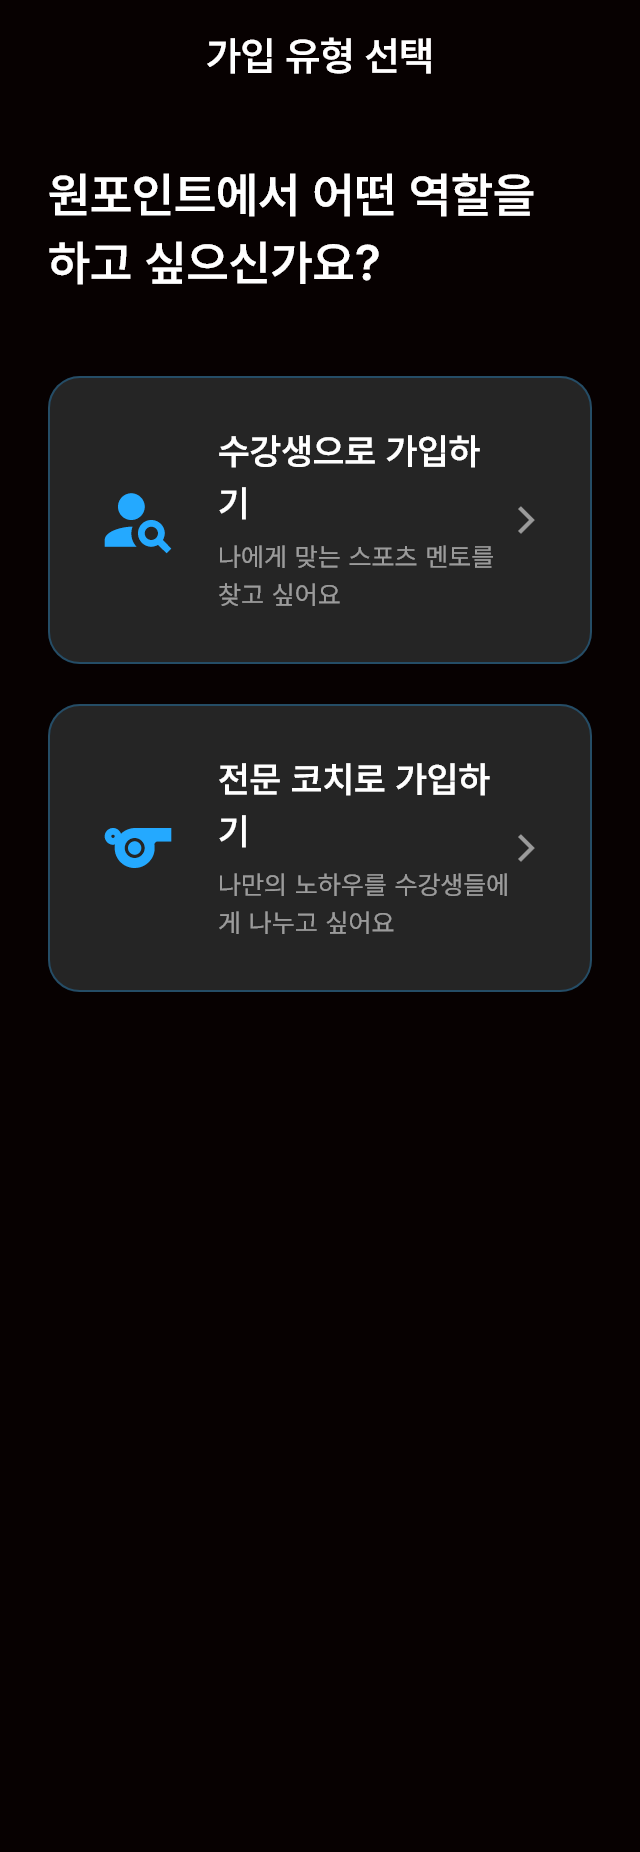 가입 유형 선택
원포인트에서 어떤 역할을
하고 싶으신가요?
수강생으로 가입하
기
나에게 맞는 스포츠 멘토를
찾고 싶어요
전문 코치로 가입하
기
나만의 노하우를 수강생들에
게 나누고 싶어요